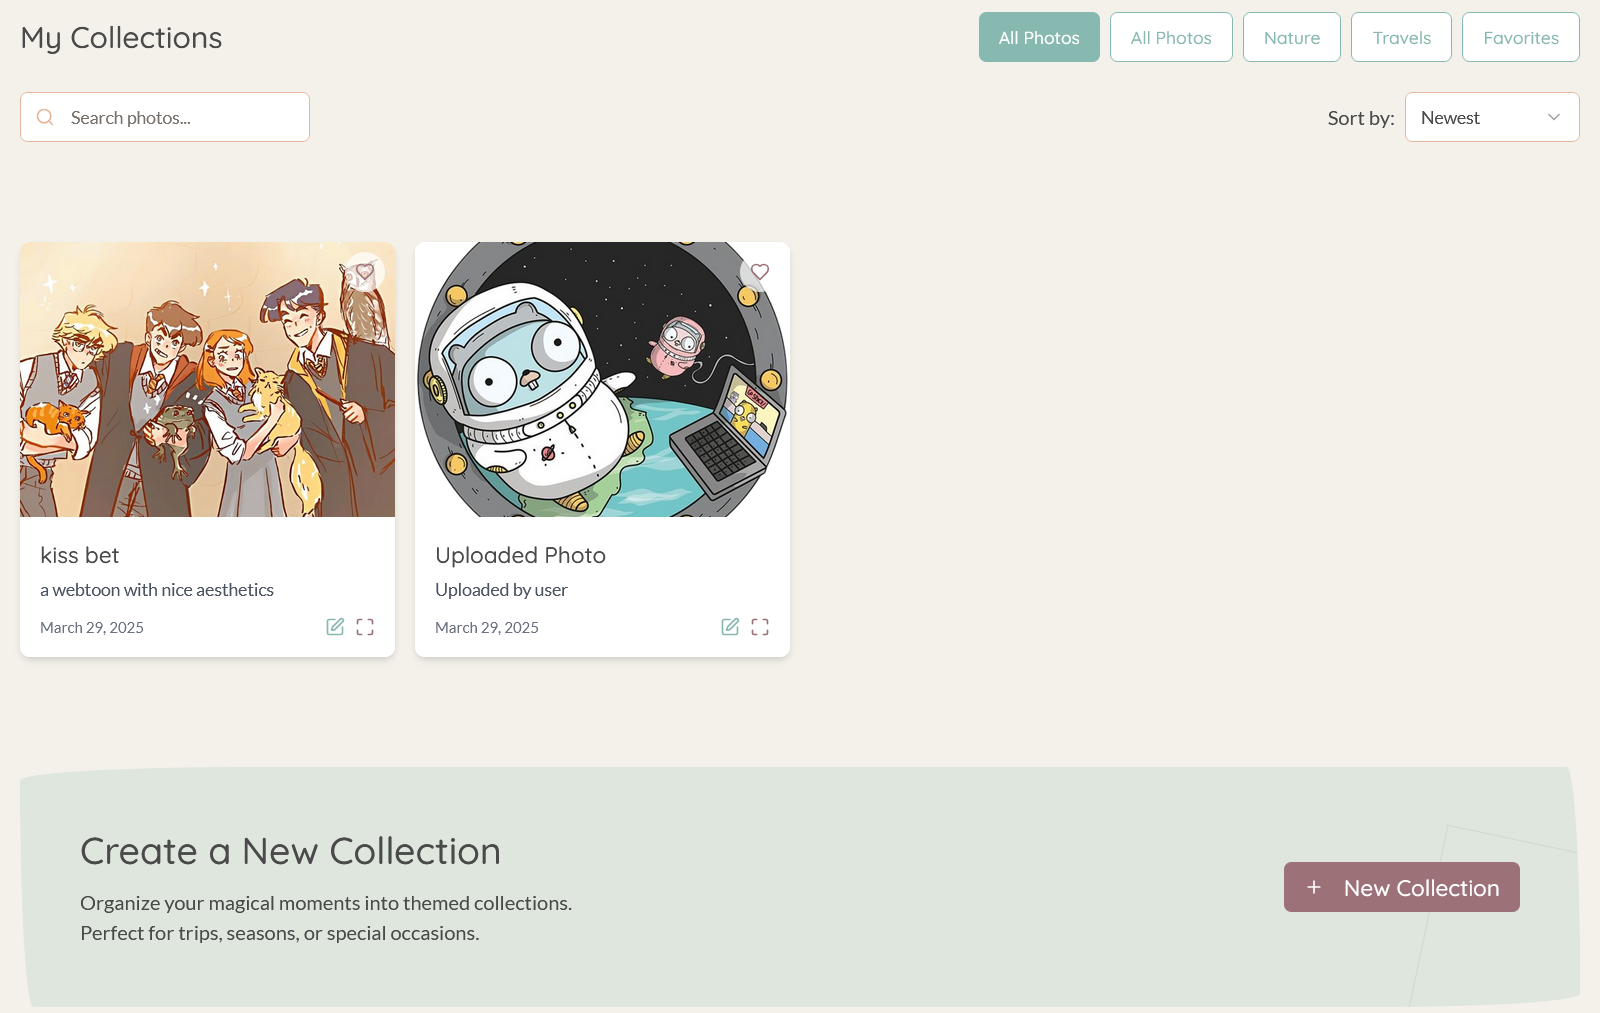 My Collections
All Photos
All Photos
Nature
Travels
Favorites
Search photos...
Sort by:
Newest
kiss bet
a webtoon with nice aesthetics
March 29, 2025
Uploaded Photo
Uploaded by user
March 29, 2025
Create a New Collection
Organize your magical moments into themed collections.
Perfect for trips, seasons, or special occasions.
New Collection